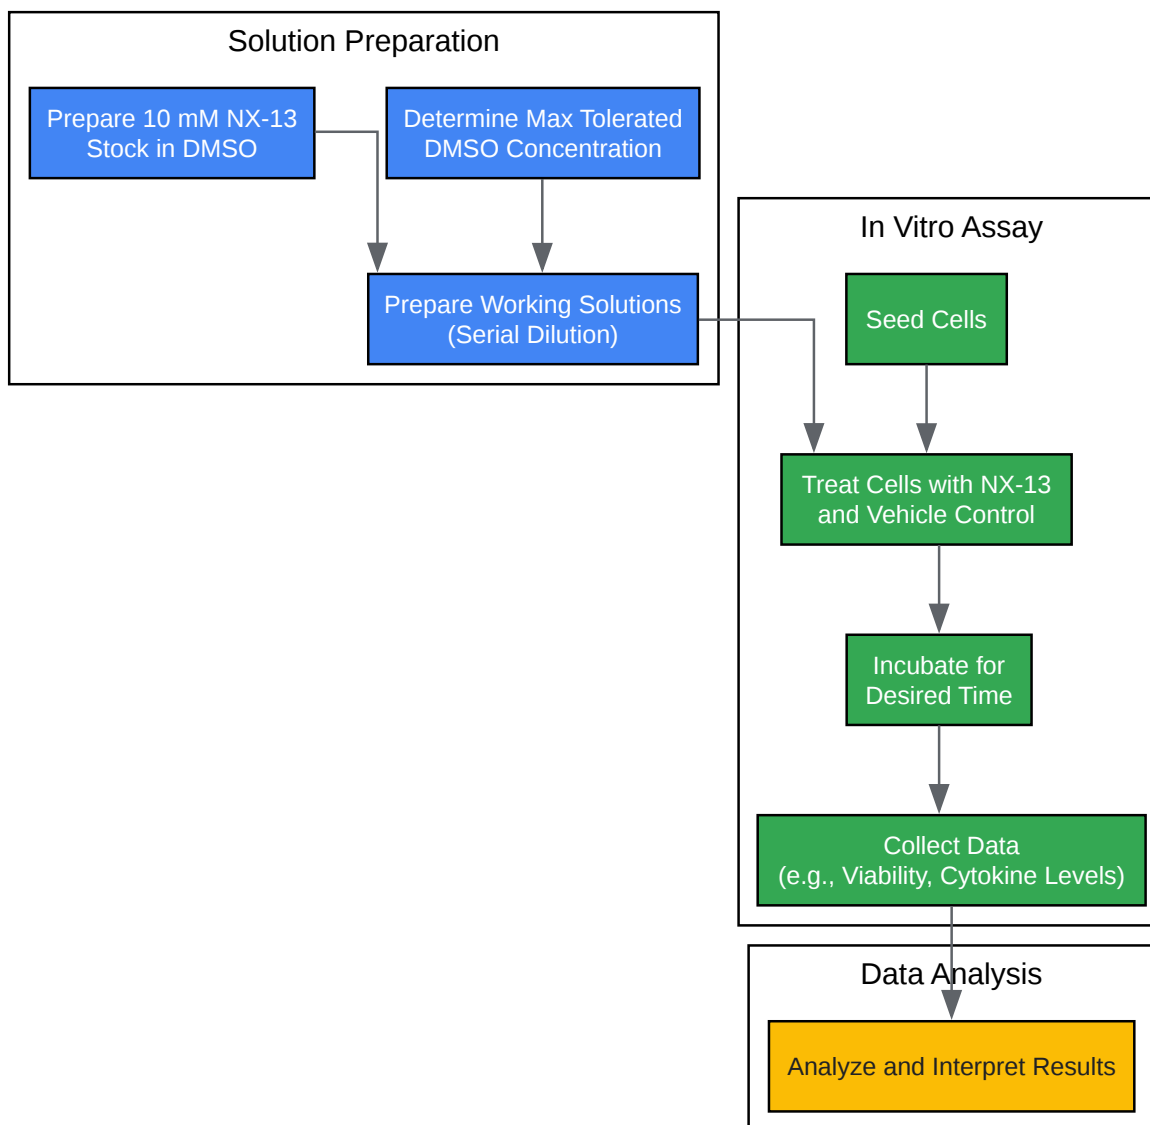 Solution Preparation
Prepare 10 mM NX-13
Stock in DMSO
Determine Max Tolerated
DMSO Concentration
Prepare Working Solutions
(Serial Dilution)
In Vitro Assay
Seed Cells
Treat Cells with NX-13
and Vehicle Control
Incubate for
Desired Time
Collect Data
(e.g., Viability, Cytokine Levels)
Data Analysis
Analyze and Interpret Results